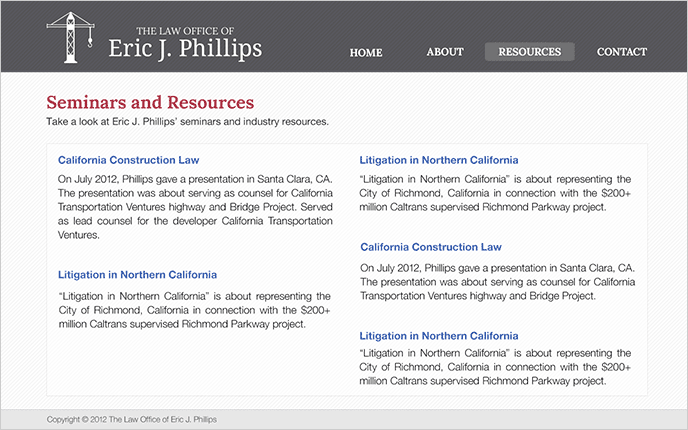 THE LAW OFFICE OF
Eric J. Phillips
HOME ABOUT RESOURCES CONTACT
Seminars and Resources
Take a look at Eric J. Phillips’ seminars and industry resources.
California Construction Law
On July 2012, Phillips gave a presentation in Santa Clara, CA.
The presentation was about serving as counsel for California
Transportation Ventures highway and Bridge Project. Served
as lead counsel for the developer California Transportation
Ventures.
Litigation in Northern California
“Litigation in Northern California” is about representing the
City of Richmond, California in connection with the $200+
million Caltrans supervised Richmond Parkway project.
Litigation in Northern California
“Litigation in Northern California” is about representing the
City of Richmond, California in connection with the $200+
million Caltrans supervised Richmond Parkway project.
California Construction Law
On July 2012, Phillips gave a presentation in Santa Clara, CA.
The presentation was about serving as counsel for California
Transportation Ventures highway and Bridge Project.
Litigation in Northern California
“Litigation in Northern California” is about representing the
City of Richmond, California in connection with the $200+
million Caltrans supervised Richmond Parkway project.
Copyright © 2012 The Law Office of Eric J. Phillips